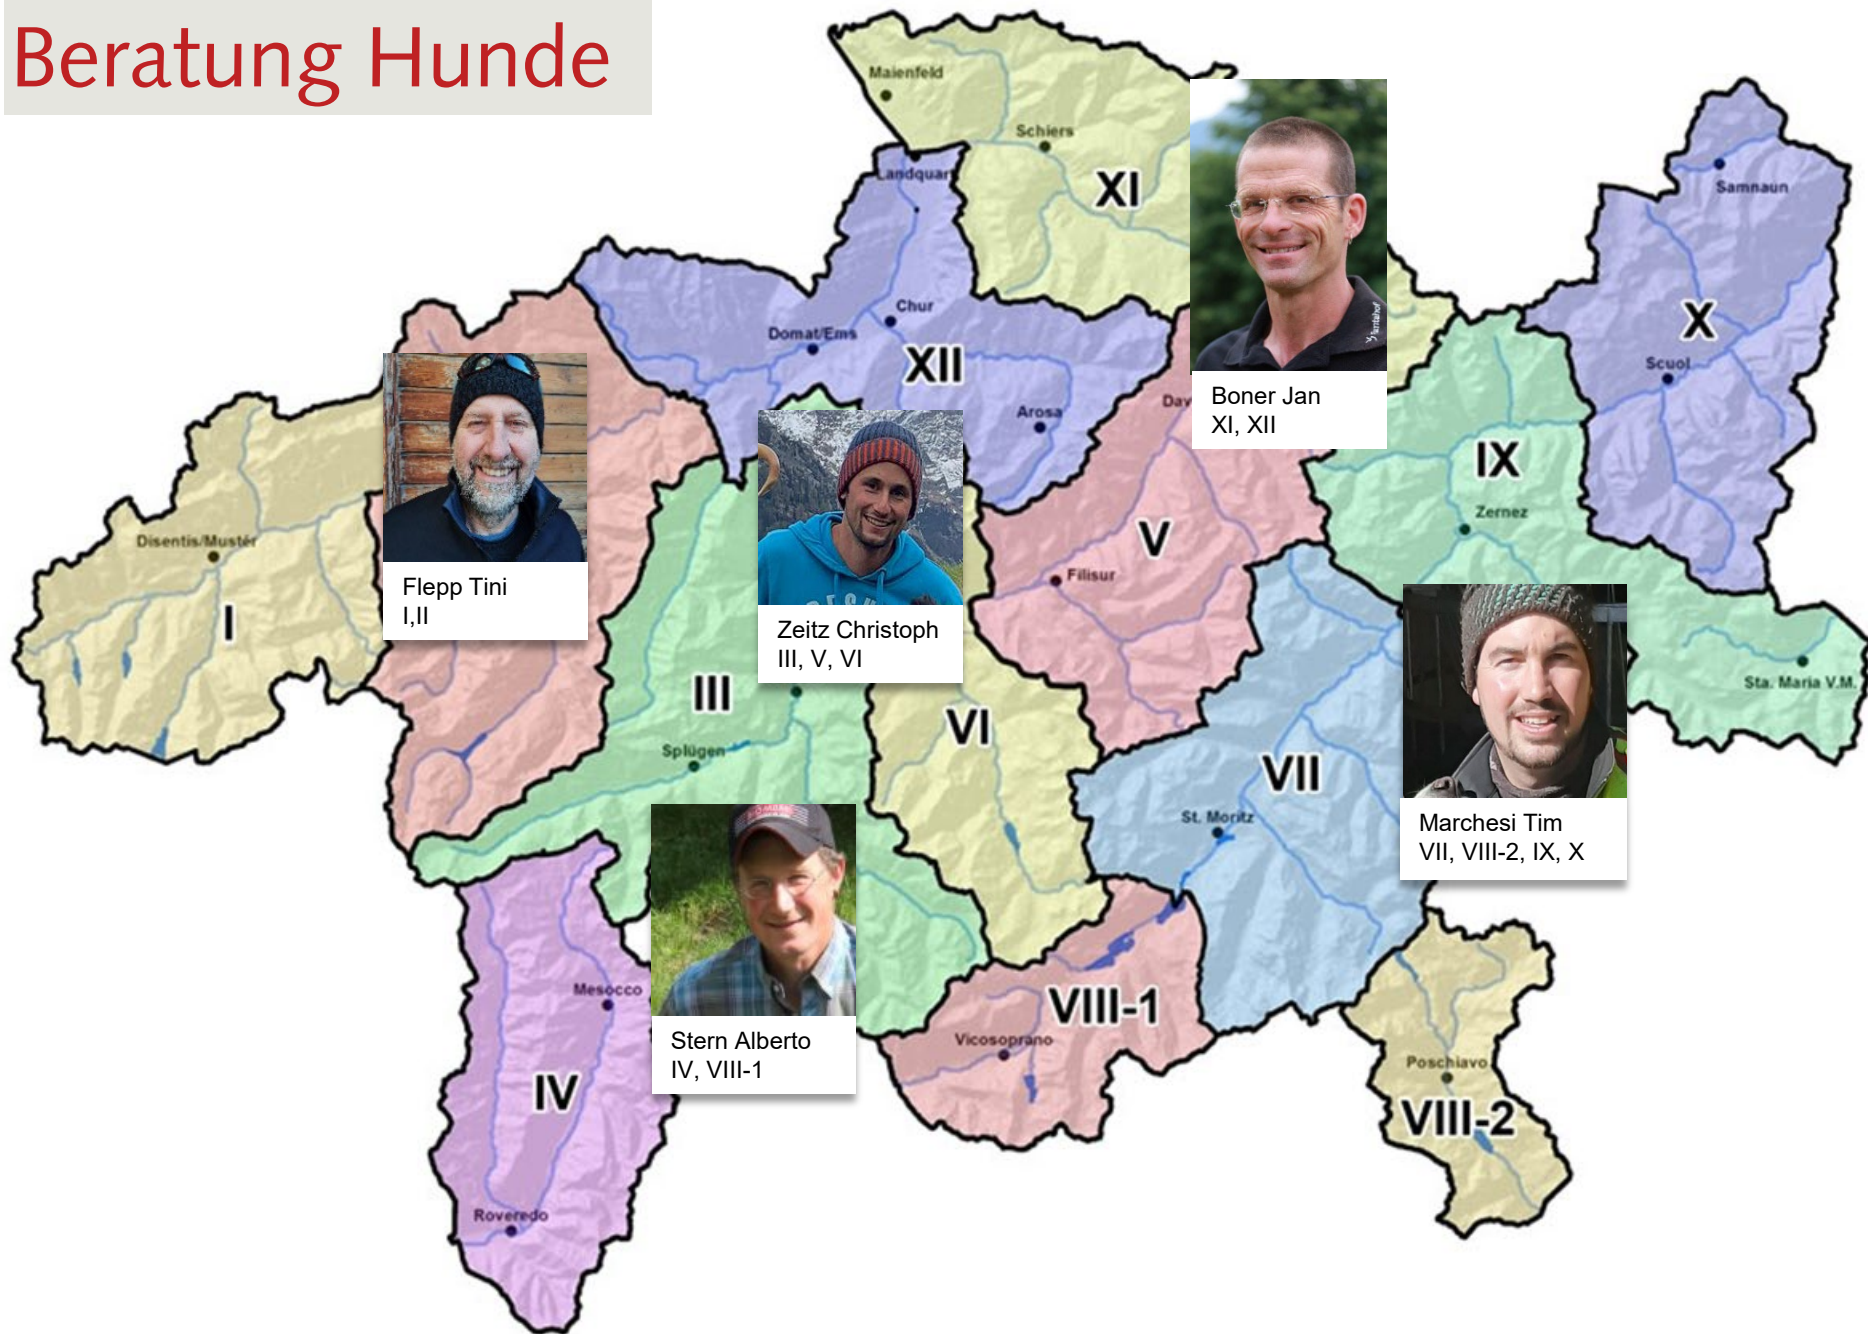 Beratung Hunde
Maienfeld
Schiers
XI
Landquart
Samnaun
X
Chur
Domat/Ems
XII
Scuol
Arosa
Dav
Boner Jan
XI, XII
IX
Zernez
Disentis/Mustér
I
Flepp Tini
I,II
Zeitz Christoph
III, V, VI
V
Filisur
Sta. Maria V.M.
III
VI
Splügen
VII
St. Moritz
Marchesi Tim
VII, VIII-2, IX, X
Mesocco
Stern Alberto
IV, VIII-1
VIII-1
Vicosoprano
IV
Poschiavo
VIII-2
Roveredo